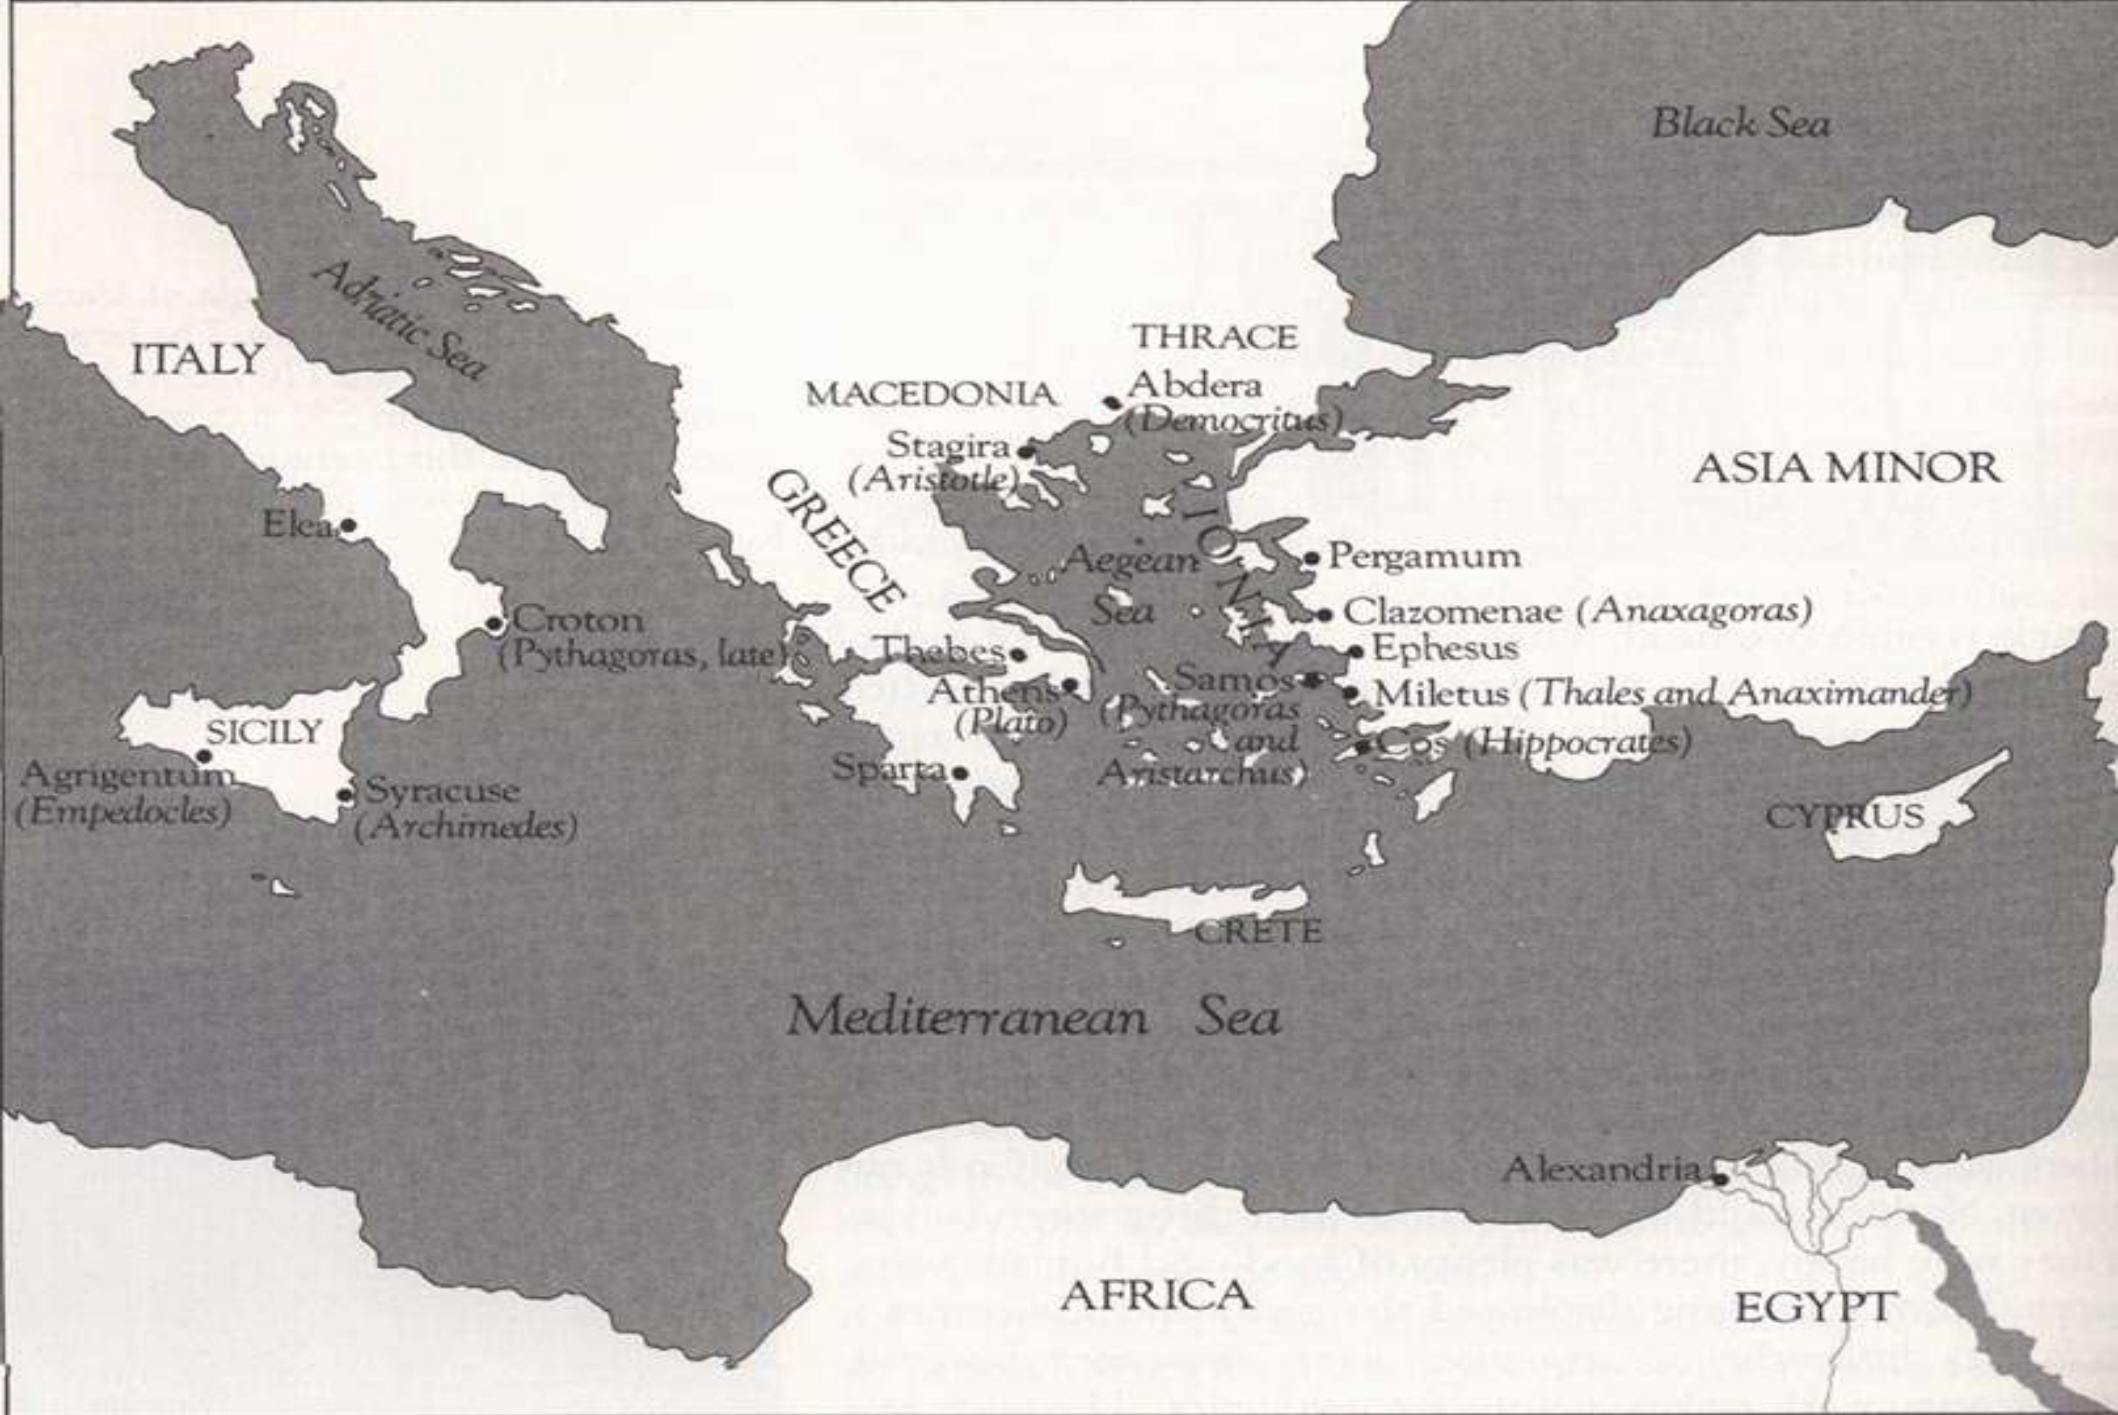 Black Sea
Adriatic Sea
ITALY
THRACE
MACEDONIA
Abdera
(Democritus)
Stagira
(Aristotle)
GREECE
ASIA MINOR
IONIA
Elea
Aegean
Sea
Pergamum
Croton
(Pythagoras, late)
Clazomenae (Anaxagoras)
Thebes
Ephesus
Athens
(Plato)
Samos
(Pythagoras
and
Aristarchus)
Miletus (Thales and Anaximander)
SICILY
Cos (Hippocrates)
Agrigentum
(Empedocles)
Syracuse
(Archimedes)
Sparta
CYPRUS
CRETE
Mediterranean Sea
Alexandria
AFRICA
EGYPT